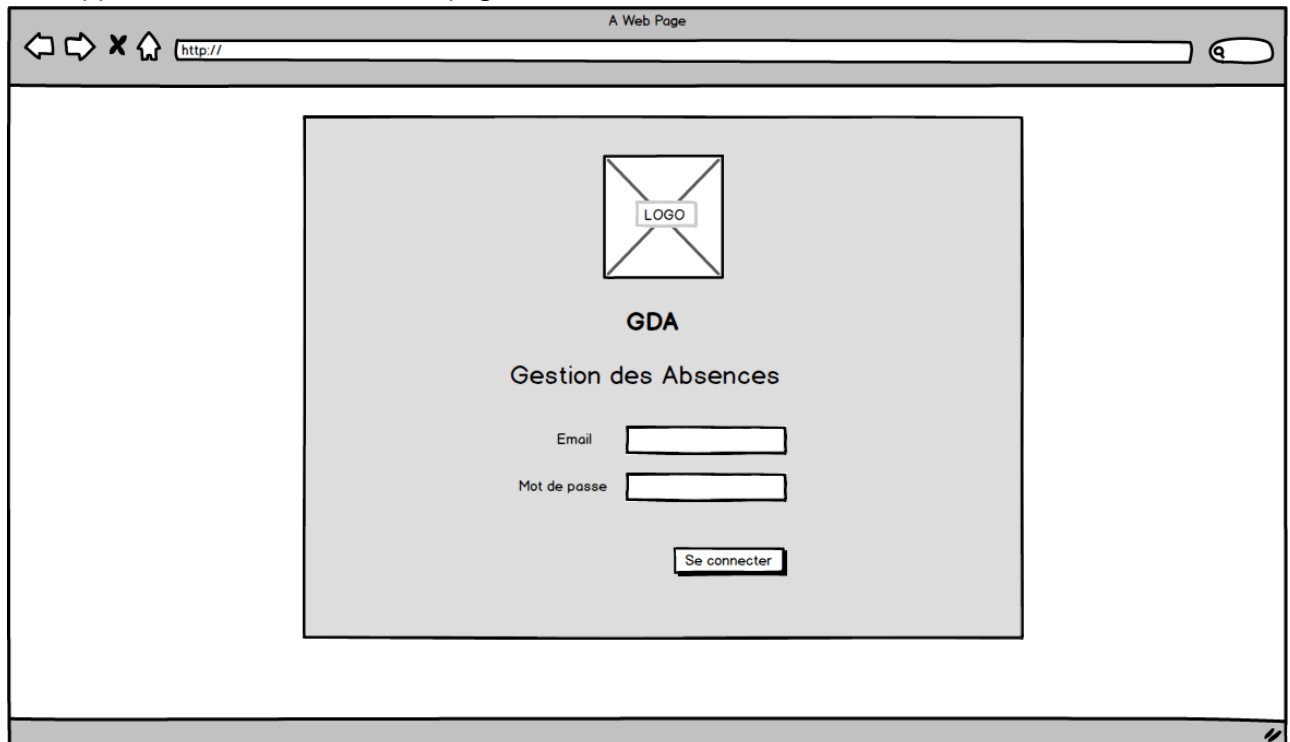 A Web Page
http://
LOGO
GDA
Gestion des Absences
Email
Mot de passe
Se connecter